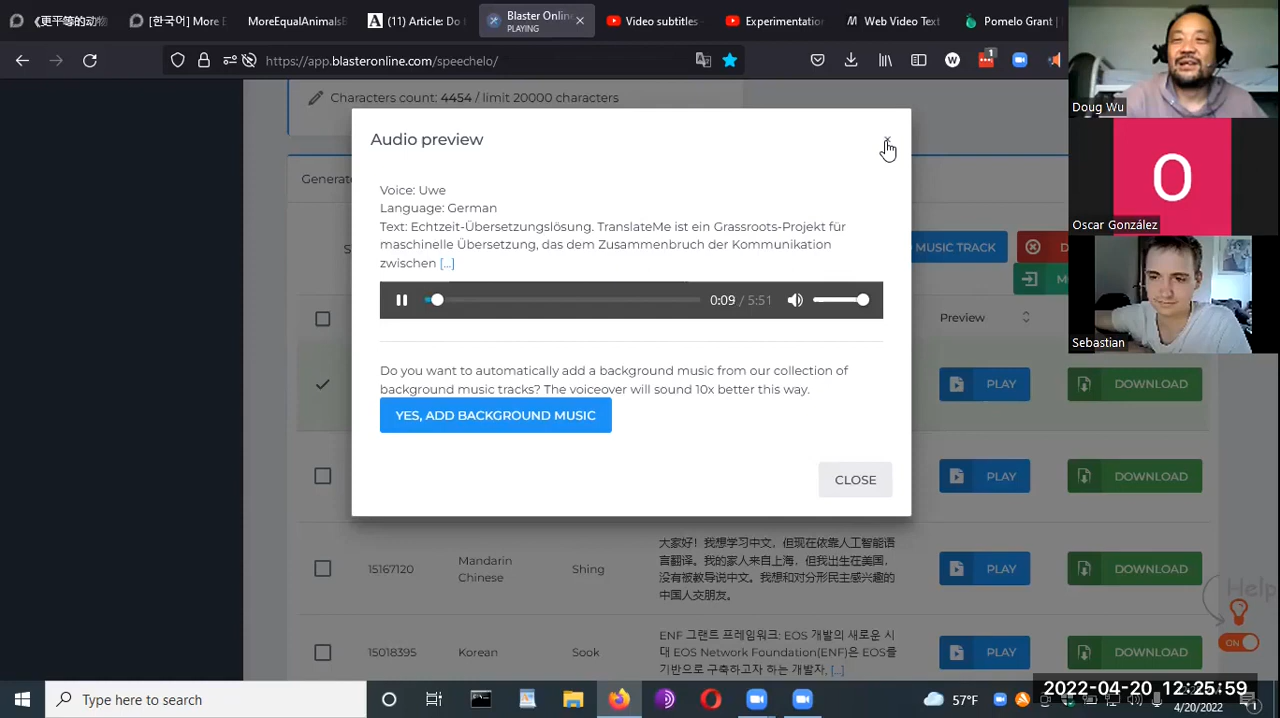 《更平等的动物
[한국어] More E
MoreEqualAnimalsB
(11) Article: Do t
Blaster Online
PLAYING
Video subtitles -
Experimentation
Web Video Text
Pomelo Grant |
https://app.blasteronline.com/speechelo/
1
Characters count: 4454 / limit 20000 characters
Audio preview
Voice: Uwe
Language: German
Text: Echtzeit-Übersetzungslösung. TranslateMe ist ein Grassroots-Projekt für
maschinelle Übersetzung, das dem Zusammenbruch der Kommunikation
zwischen [...]
0:09 / 5:51
Do you want to automatically add a background music from our collection of
background music tracks? The voiceover will sound 10x better this way.
YES, ADD BACKGROUND MUSIC
CLOSE
Generate
MUSIC TRACK
Preview
PLAY
DOWNLOAD
PLAY
DOWNLOAD
15167120
Mandarin
Chinese
Shing
大家好！我想学习中文，但现在依靠人工智能语
言翻译。我的家人来自上海，但我出生在美国，
没有被教导说中文。我想和对分形民主感兴趣的
中国人交朋友。
PLAY
DOWNLOAD
15018395
Korean
Sook
ENF 그랜트 프레임워크: EOS 개발의 새로운 시
대 EOS Network Foundation(ENF)은 EOS를
기반으로 구축하고자 하는 개발자, [...]
PLAY
DOWNLOAD
Help
ON
Doug Wu
O
Oscar González
Sebastian
Type here to search
57°F
2022-04-20 12:25:59
4/20/2022
1